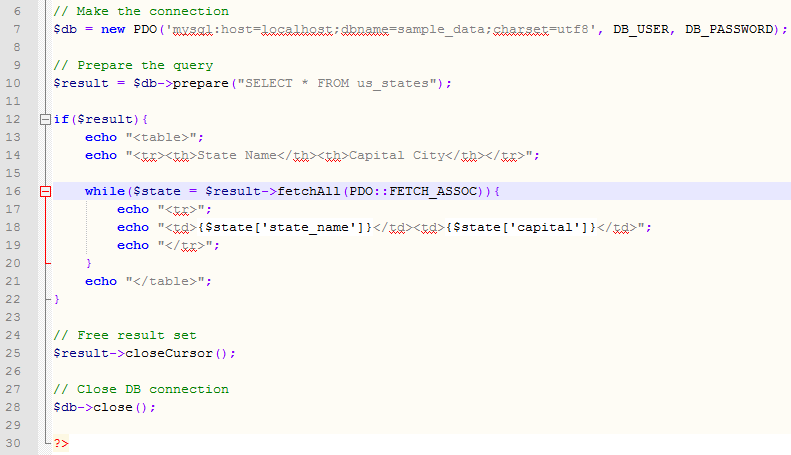 6 // Make the connection
7 $db = new PDO('mysql:host=localhost;dbname=sample_data;charset=utf8', DB_USER, DB_PASSWORD);
8
9 // Prepare the query
10 $result = $db->prepare("SELECT * FROM us_states");
11
12 if($result){
13     echo "<table>";
14     echo "<tr><th>State Name</th><th>Capital City</th></tr>";
15
16     while($state = $result->fetchAll(PDO::FETCH_ASSOC)){
17         echo "<tr>";
18         echo "<td>{$state['state_name']}</td><td>{$state['capital']}</td>";
19         echo "</tr>";
20     }
21     echo "</table>";
22 }
23
24 // Free result set
25 $result->closeCursor();
26
27 // Close DB connection
28 $db->close();
29
30 ?>